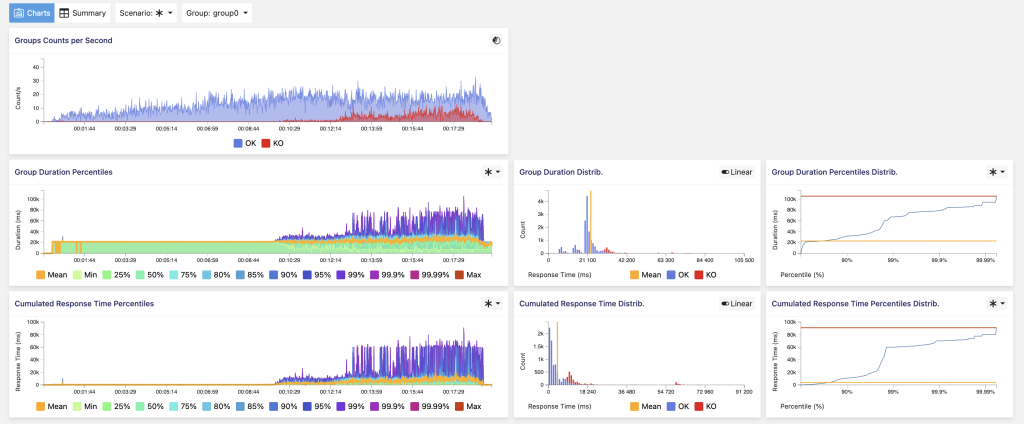 Charts Summary Scenario: ✱ Group: group0
Groups Counts per Second
Count/s
40
30
20
10
0
00:01:44 00:03:29 00:05:14 00:06:59 00:08:44 00:10:29 00:12:14 00:13:59 00:15:44 00:17:29
OK KO
Group Duration Percentiles
Duration (ms)
100k
80k
60k
40k
20k
0
00:01:44 00:03:29 00:05:14 00:06:59 00:08:44 00:10:29 00:12:14 00:13:59 00:15:44 00:17:29
Mean Min 25% 50% 75% 80% 85% 90% 95% 99% 99.9% 99.99% Max
Group Duration Distrib.
Linear
Count
4k
3k
2k
1k
0
0 21 100 42 200 63 300 84 400 105 500
Response Time (ms) Mean OK KO
Group Duration Percentiles Distrib.
Duration (ms)
100k
80k
60k
40k
20k
0
90% 99% 99.9% 99.99%
Percentile (%)
Cumulated Response Time Percentiles
Response Time (ms)
100k
80k
60k
40k
20k
0
00:01:44 00:03:29 00:05:14 00:06:59 00:08:44 00:10:29 00:12:14 00:13:59 00:15:44 00:17:29
Mean Min 25% 50% 75% 80% 85% 90% 95% 99% 99.9% 99.99% Max
Cumulated Response Time Distrib.
Linear
Count
2k
1.5k
1k
500
0
0 18 240 36 480 54 720 72 960 91 200
Response Time (ms) Mean OK KO
Cumulated Response Time Percentiles Distrib.
Response Time (ms)
100k
80k
60k
40k
20k
0
90% 99% 99.9% 99.99%
Percentile (%)